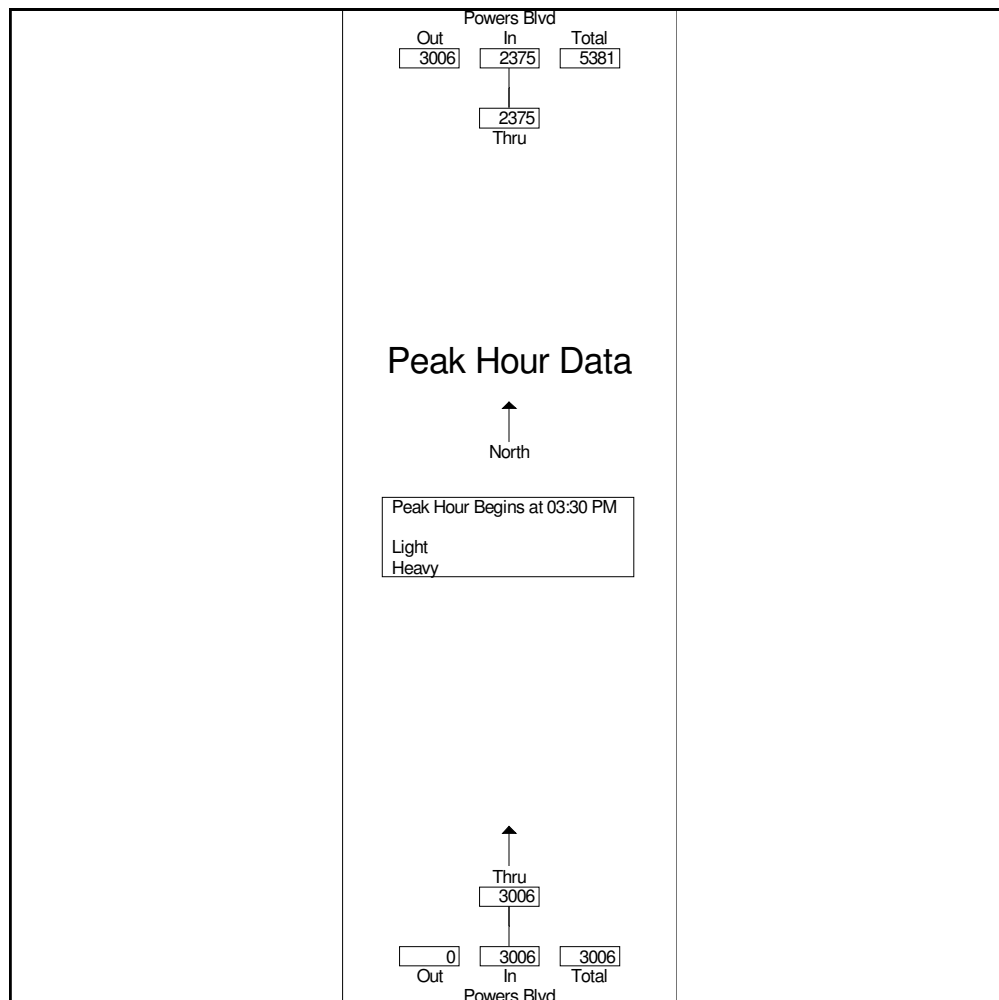 Powers Blvd
Out In Total
3006 2375 5381
2375
Thru
Peak Hour Data
North
Peak Hour Begins at 03:30 PM
Light
Heavy
Thru
3006
0 3006 3006
Out In Total
Powers Blvd